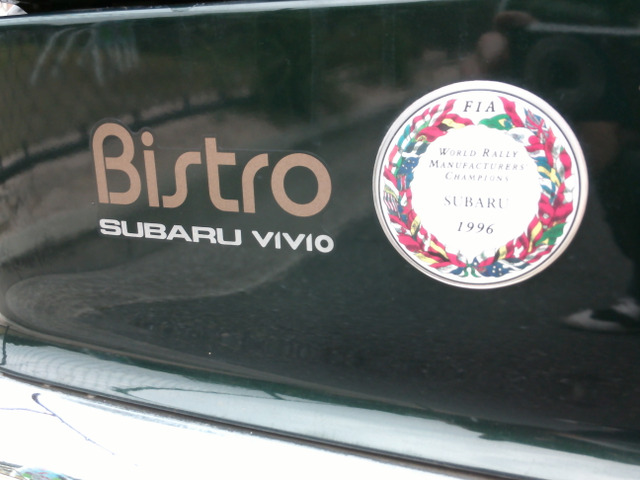 Bistro
SUBARU VIVIO
FIA
WORLD RALLY
MANUFACTURERS'
CHAMPIONS
SUBARU
1996